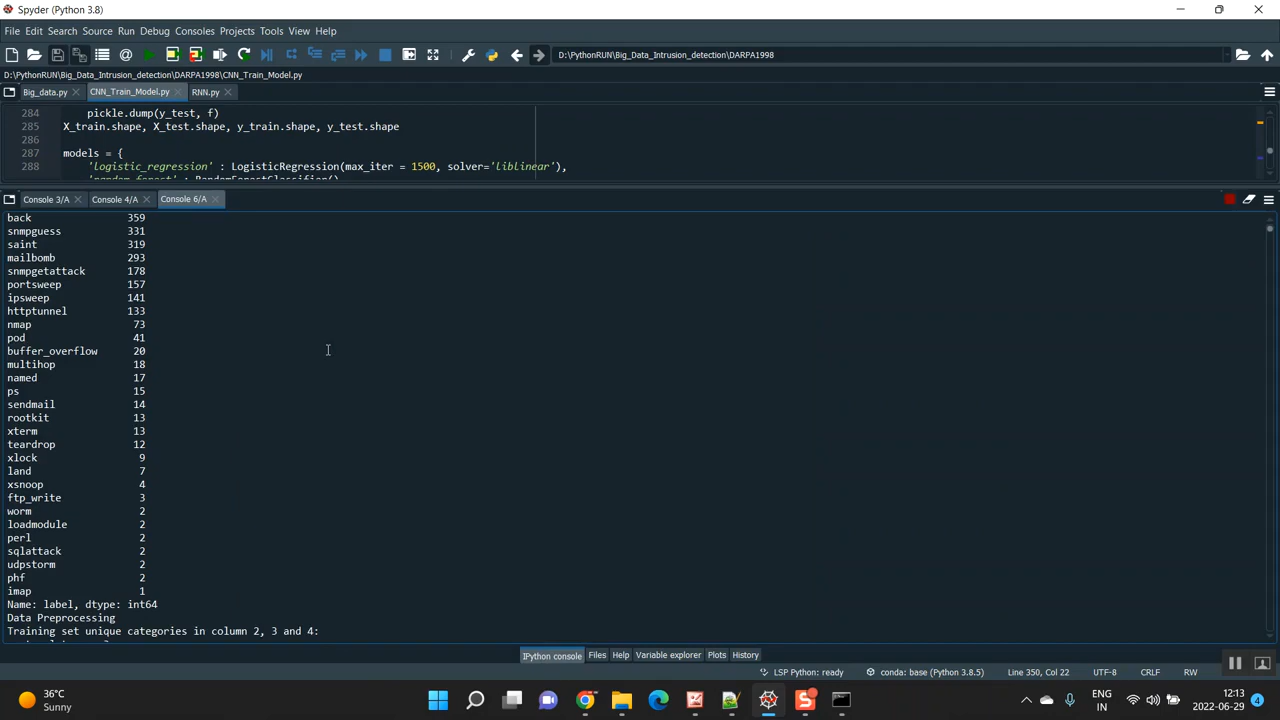 Spyder (Python 3.8)
File Edit Search Source Run Debug Consoles Projects Tools View Help
D:\PythonRUN\Big_Data_Intrusion_detection\DARPA1998
D:\PythonRUN\Big_Data_Intrusion_detection\DARPA1998\CNN_Train_Model.py
Big_data.py CNN_Train_Model.py RNN.py
284 pickle.dump(y_test, f)
285 X_train.shape, X_test.shape, y_train.shape, y_test.shape
286
287 models = {
288 'logistic_regression' : LogisticRegression(max_iter = 1500, solver='liblinear'),
'random_forest' : RandomForestClassifier()
Console 3/A Console 4/A Console 6/A
back 359
snmpguess 331
saint 319
mailbomb 293
snmpgetattack 178
portsweep 157
ipsweep 141
httptunnel 133
nmap 73
pod 41
buffer_overflow 20
multihop 18
named 17
ps 15
sendmail 14
rootkit 13
xterm 13
teardrop 12
xlock 9
land 7
xsnoop 4
ftp_write 3
worm 2
loadmodule 2
perl 2
sqlattack 2
udpstorm 2
phf 2
imap 1
Name: label, dtype: int64
Data Preprocessing
Training set unique categories in column 2, 3 and 4:
IPython console Files Help Variable explorer Plots History
LSP Python: ready conda: base (Python 3.8.5) Line 350, Col 22 UTF-8 CRLF RW
36°C
Sunny
ENG
IN
12:13
2022-06-29
4